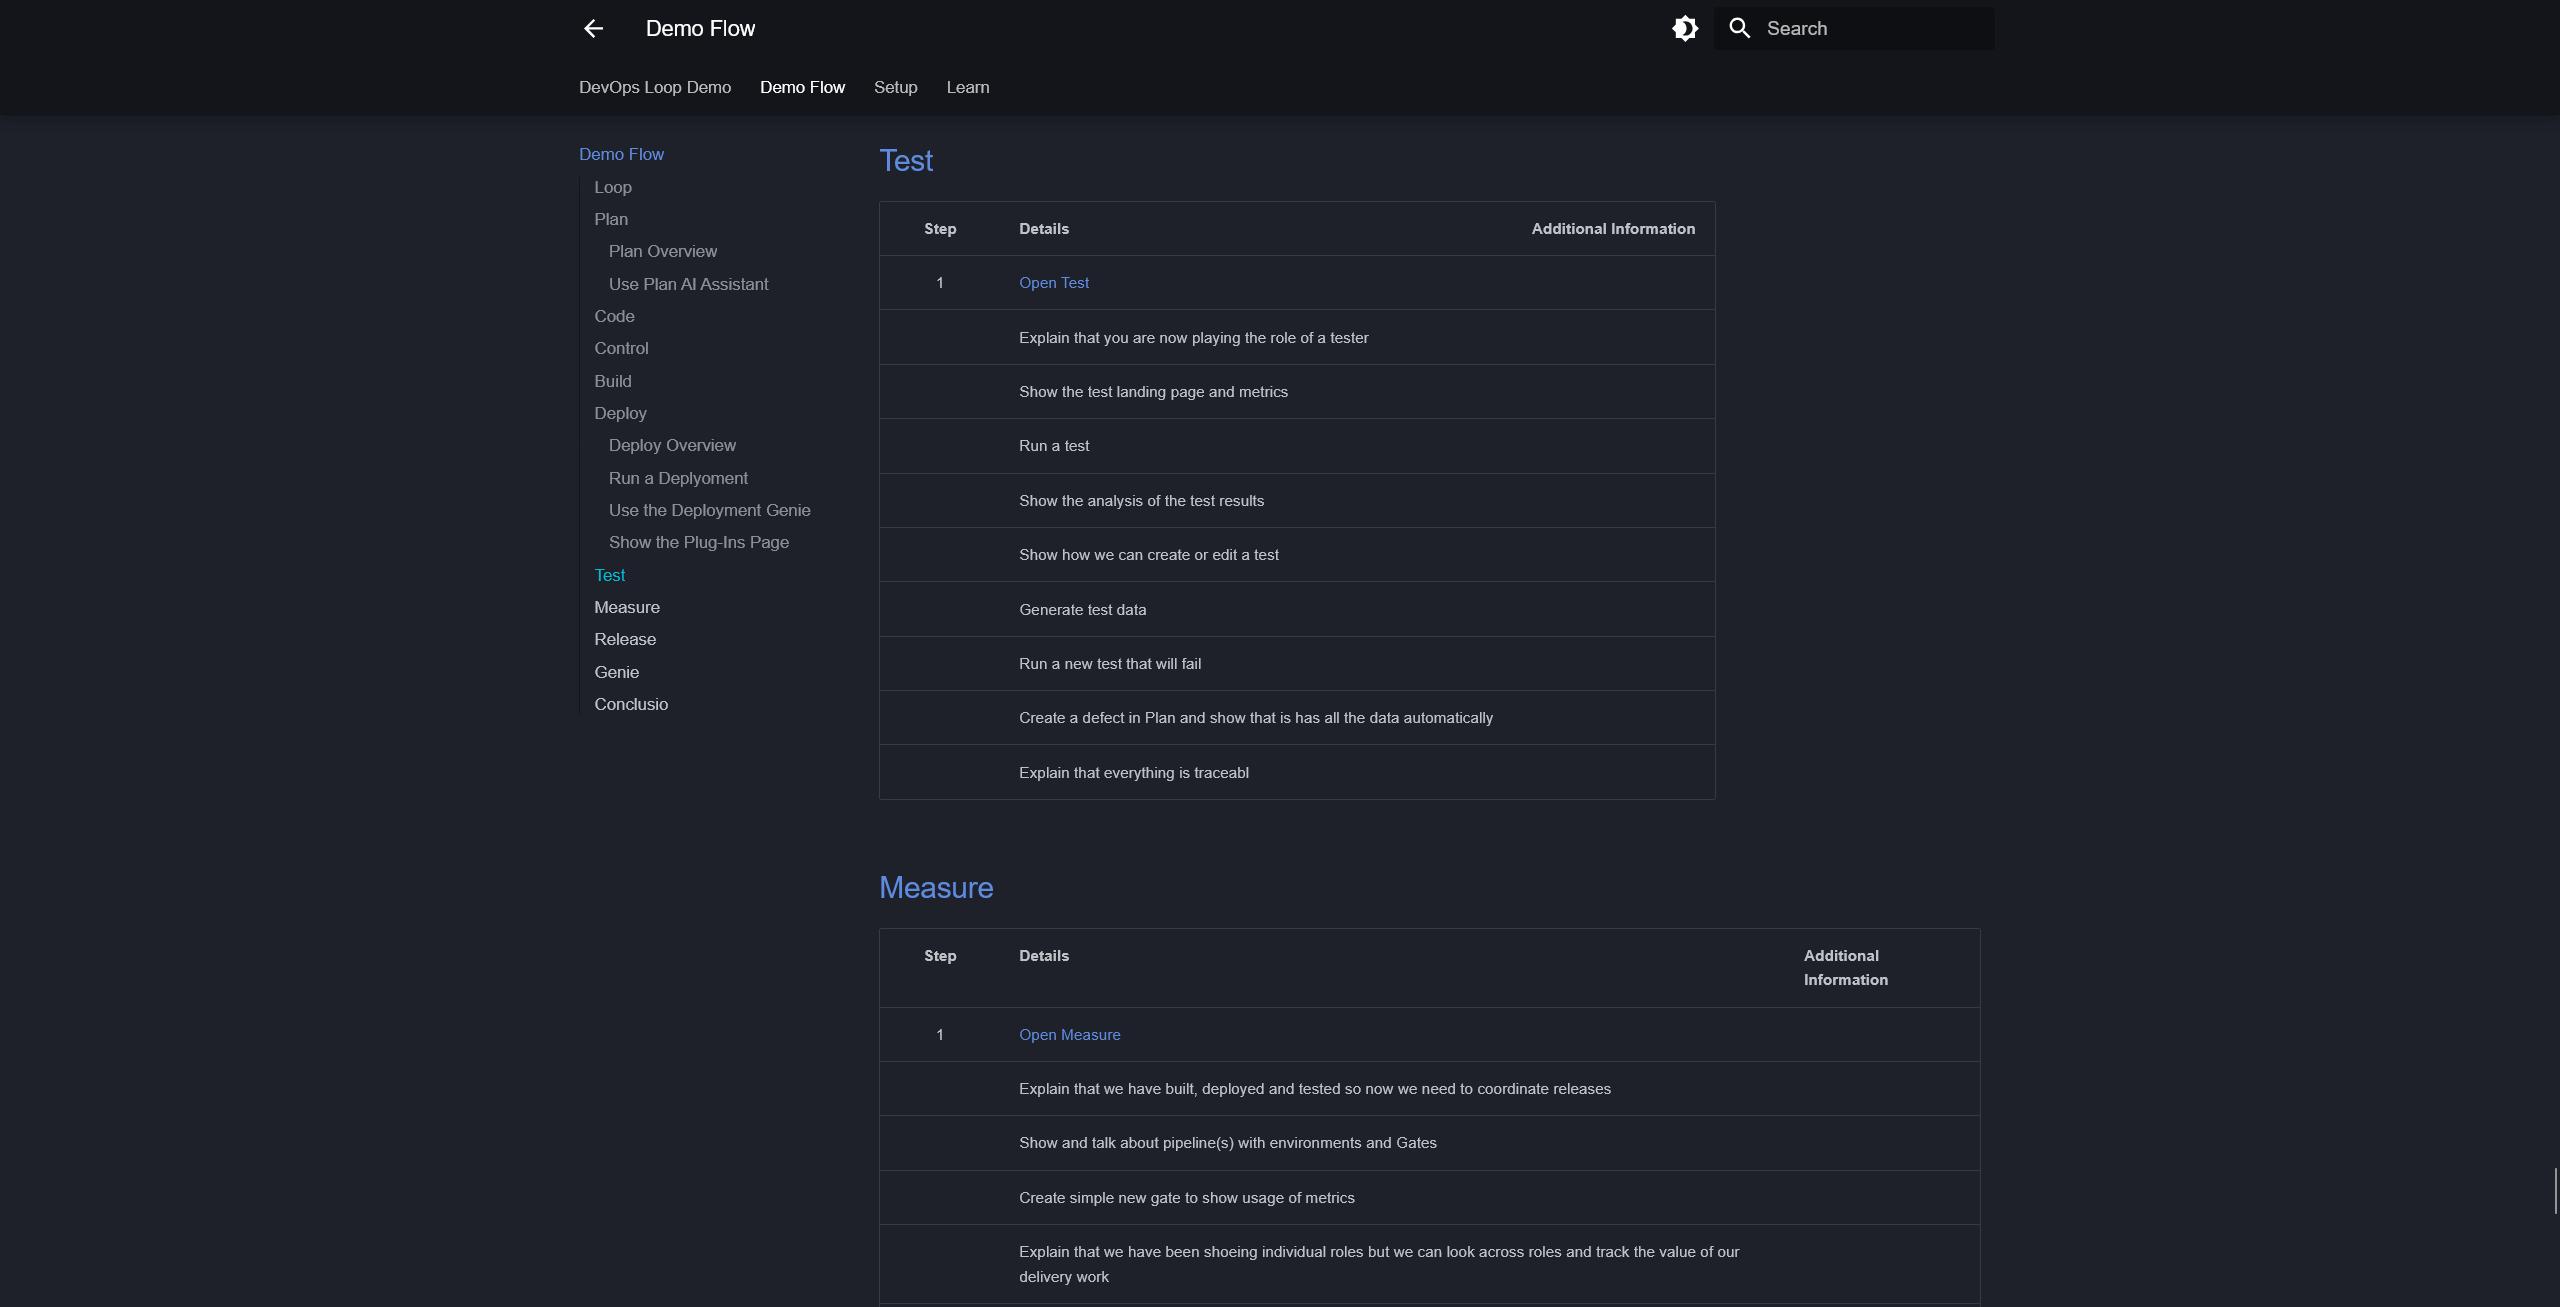 Demo Flow
Search
DevOps Loop Demo
Demo Flow
Setup
Learn
Demo Flow
Loop
Plan
Plan Overview
Use Plan AI Assistant
Code
Control
Build
Deploy
Deploy Overview
Run a Deplyoment
Use the Deployment Genie
Show the Plug-Ins Page
Test
Measure
Release
Genie
Conclusio
Test
Step Details Additional Information
1 Open Test
Explain that you are now playing the role of a tester
Show the test landing page and metrics
Run a test
Show the analysis of the test results
Show how we can create or edit a test
Generate test data
Run a new test that will fail
Create a defect in Plan and show that is has all the data automatically
Explain that everything is traceabl
Measure
Step Details Additional
Information
1 Open Measure
Explain that we have built, deployed and tested so now we need to coordinate releases
Show and talk about pipeline(s) with environments and Gates
Create simple new gate to show usage of metrics
Explain that we have been shoeing individual roles but we can look across roles and track the value of our
delivery work